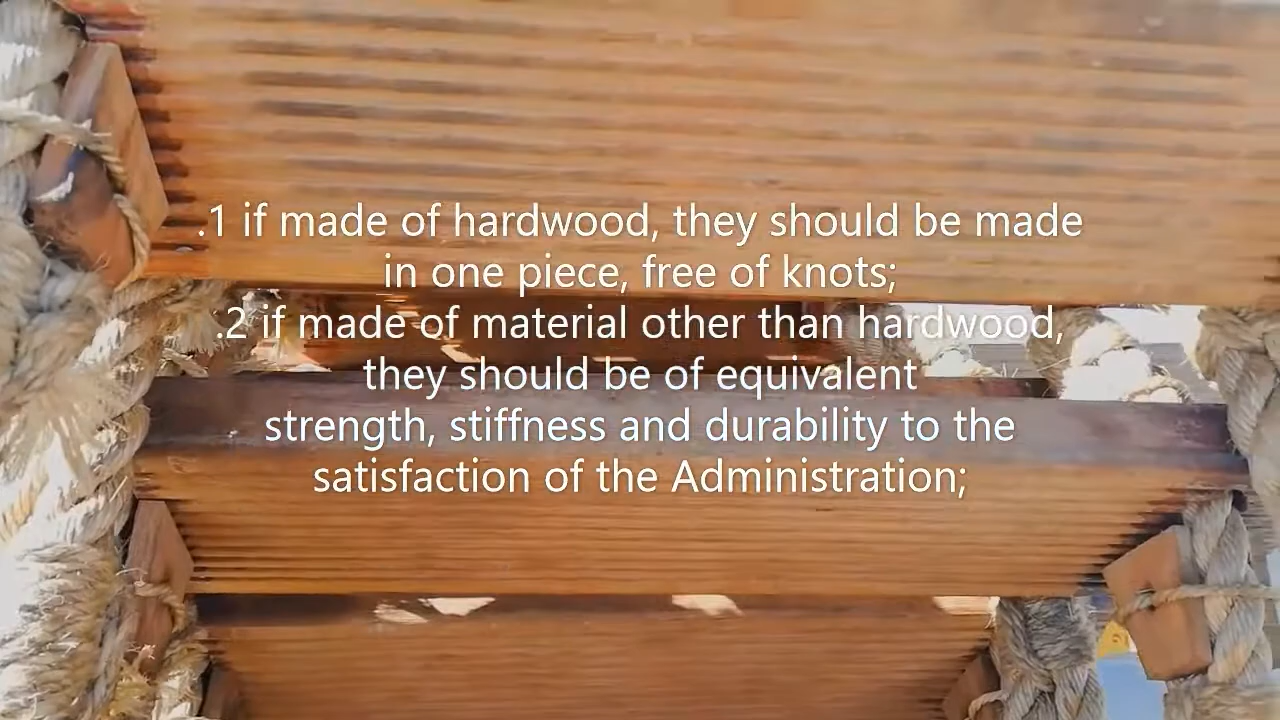 .1 if made of hardwood, they should be made
in one piece, free of knots;
.2 if made of material other than hardwood,
they should be of equivalent
strength, stiffness and durability to the
satisfaction of the Administration;